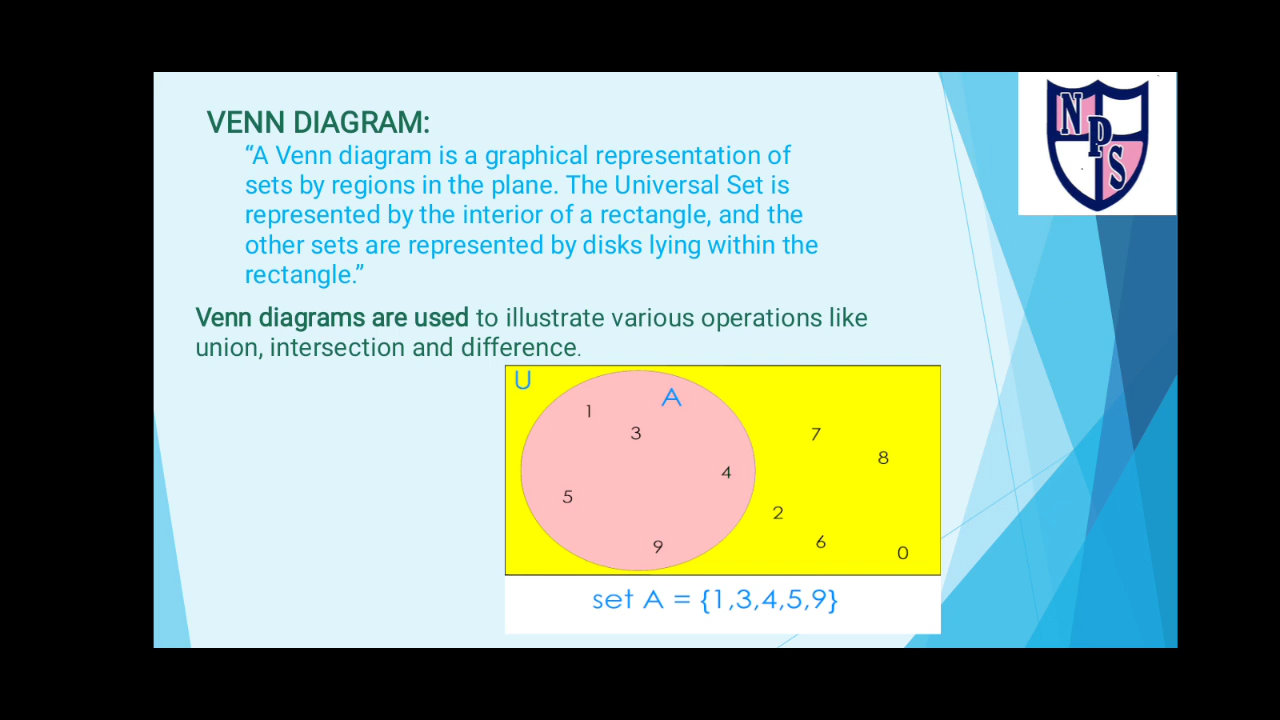 N
P
S
VENN DIAGRAM:
“A Venn diagram is a graphical representation of
sets by regions in the plane. The Universal Set is
represented by the interior of a rectangle, and the
other sets are represented by disks lying within the
rectangle.”
Venn diagrams are used to illustrate various operations like
union, intersection and difference.
U
A
1
3
7
8
4
5
2
6
9
0
set A = {1,3,4,5,9}